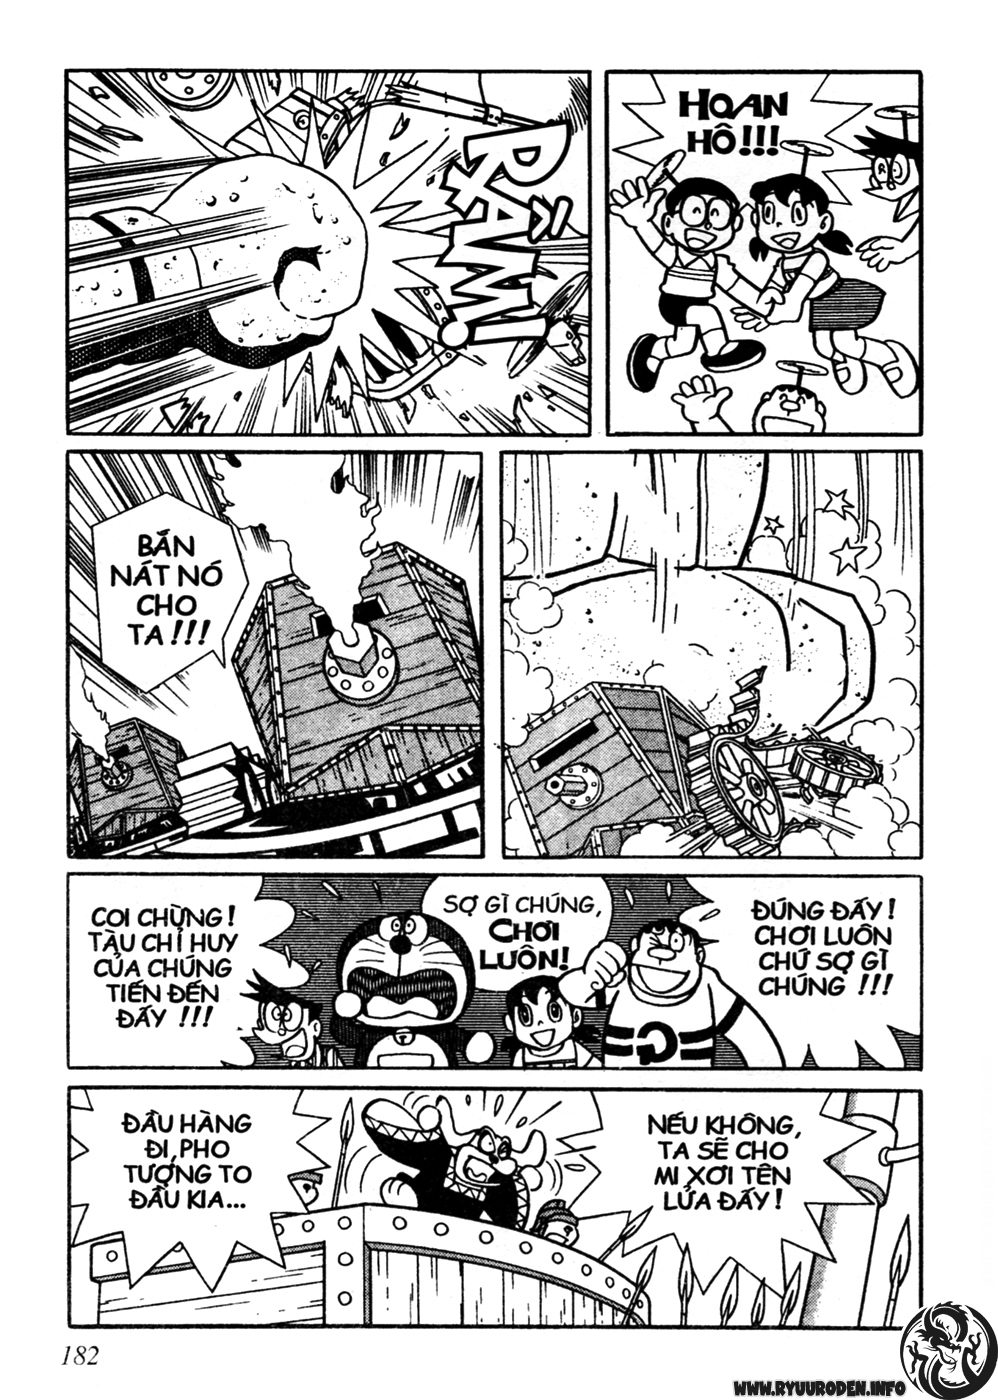 RẦM!
HOAN
HÔ!!!
BẮN
NÁT NÓ
CHO
TA!!!
COI CHỪNG!
TÀU CHỈ HUY
CỦA CHÚNG
TIẾN ĐẾN
ĐẤY !!!
SỢ GÌ CHÚNG,
CHƠI
LUÔN!
ĐÚNG ĐẤY!
CHƠI LUÔN
CHỨ SỢ GÌ
CHÚNG !!!
ĐẦU HÀNG
ĐI, PHO
TƯỢNG TO
ĐẦU KIA...
NẾU KHÔNG,
TA SẼ CHO
MI XƠI TÊN
LỬA ĐẤY!
182
WWW.RYUURODEN.INFO